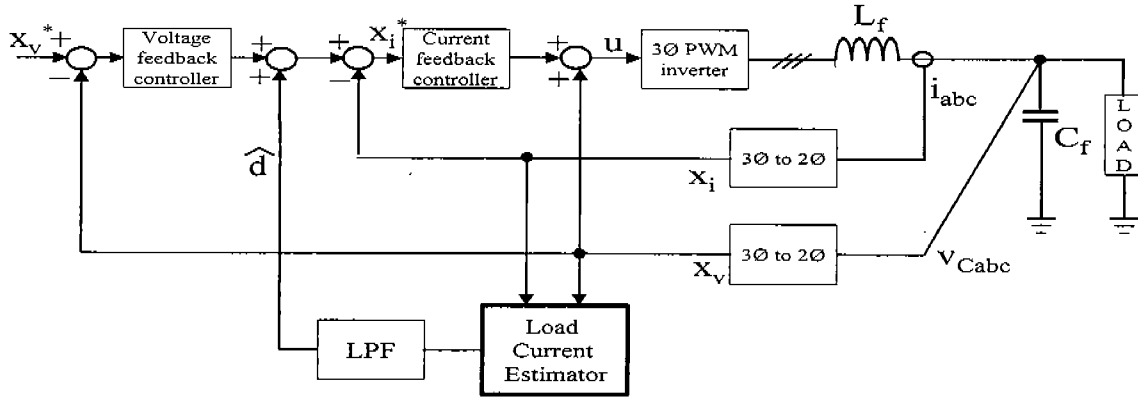 x_v* +
−
Voltage
feedback
controller
+
+
+
−
x_i*
Current
feedback
controller
+
+
u
3Ø PWM
inverter
L_f
i_abc
C_f
LOAD
d̂
x_i
3Ø to 2Ø
x_v
3Ø to 2Ø
v_Cabc
LPF
Load
Current
Estimator